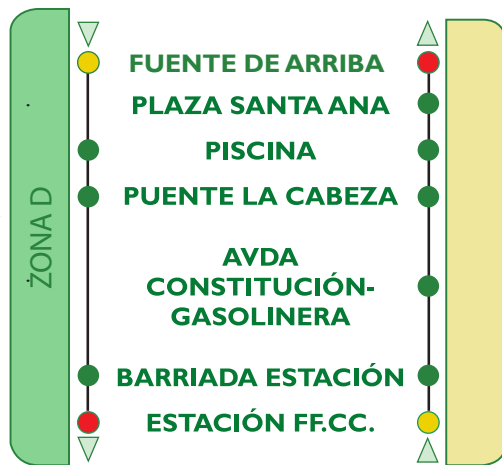 FUENTE DE ARRIBA
PLAZA SANTA ANA
PISCINA
PUENTE LA CABEZA
ZONA D
AVDA
CONSTITUCIÓN-
GASOLINERA
BARRIADA ESTACIÓN
ESTACIÓN FF.CC.